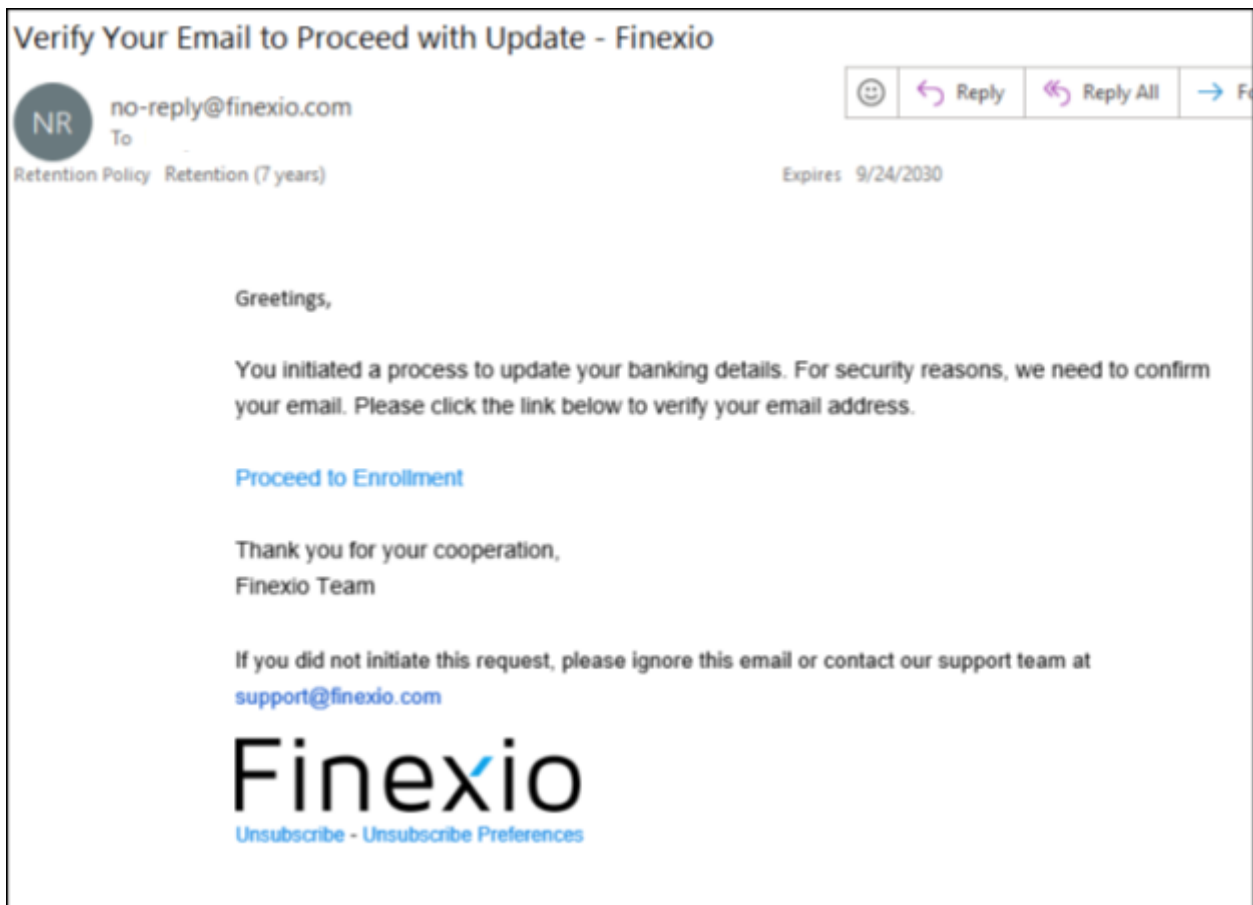 Verify Your Email to Proceed with Update - Finexio
Reply
Reply All
NR
no-reply@finexio.com
To
Retention Policy Retention (7 years)
Expires 9/24/2030
Greetings,
You initiated a process to update your banking details. For security reasons, we need to confirm
your email. Please click the link below to verify your email address.
Proceed to Enrollment
Thank you for your cooperation,
Finexio Team
If you did not initiate this request, please ignore this email or contact our support team at
support@finexio.com
Finexio
Unsubscribe - Unsubscribe Preferences